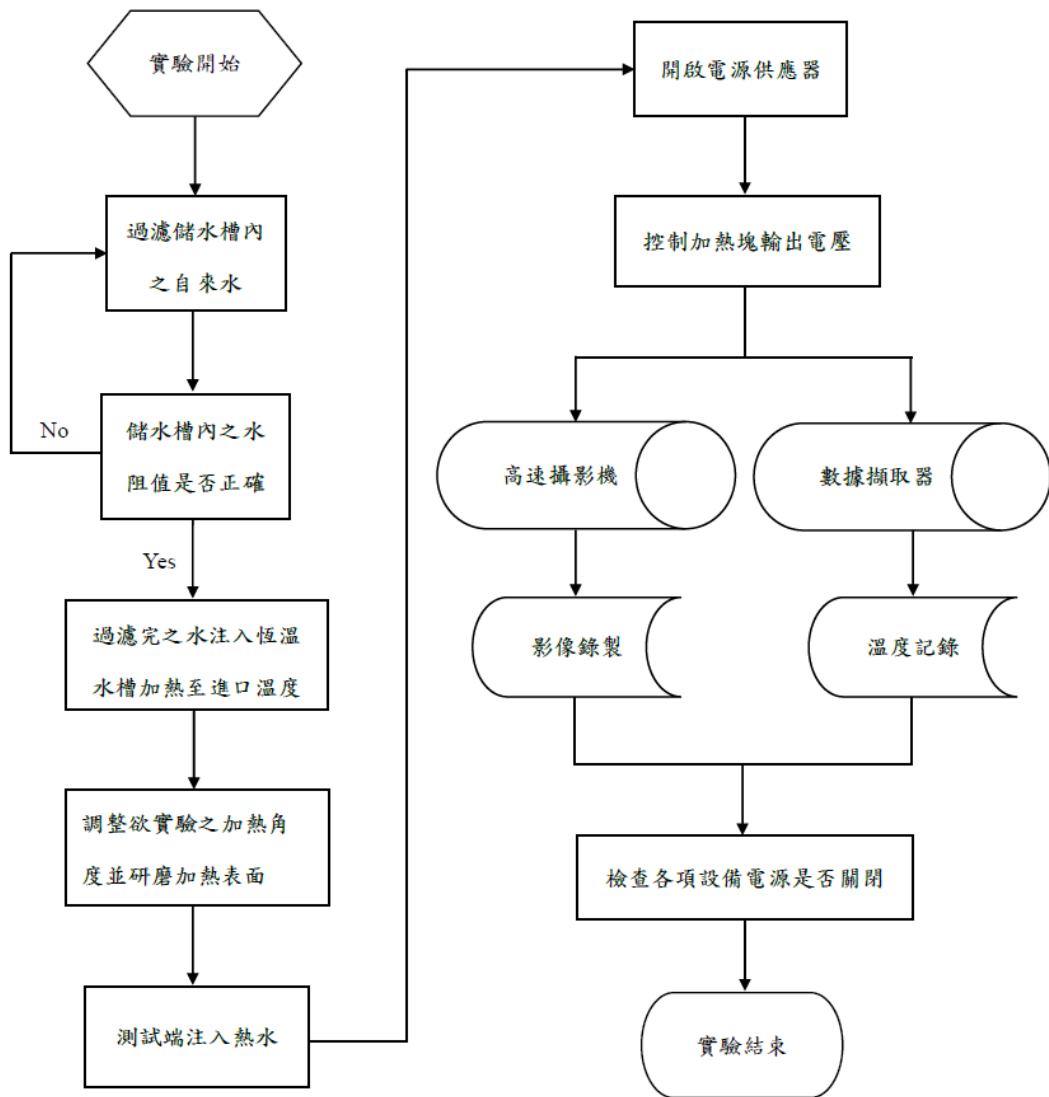 實驗開始
過濾儲水槽內
之自來水
No
儲水槽內之水
阻值是否正確
Yes
過濾完之水注入恆溫
水槽加熱至進口溫度
調整欲實驗之加熱角
度並研磨加熱表面
測試端注入熱水
開啟電源供應器
控制加熱塊輸出電壓
高速攝影機
數據擷取器
影像錄製
溫度記錄
檢查各項設備電源是否關閉
實驗結束